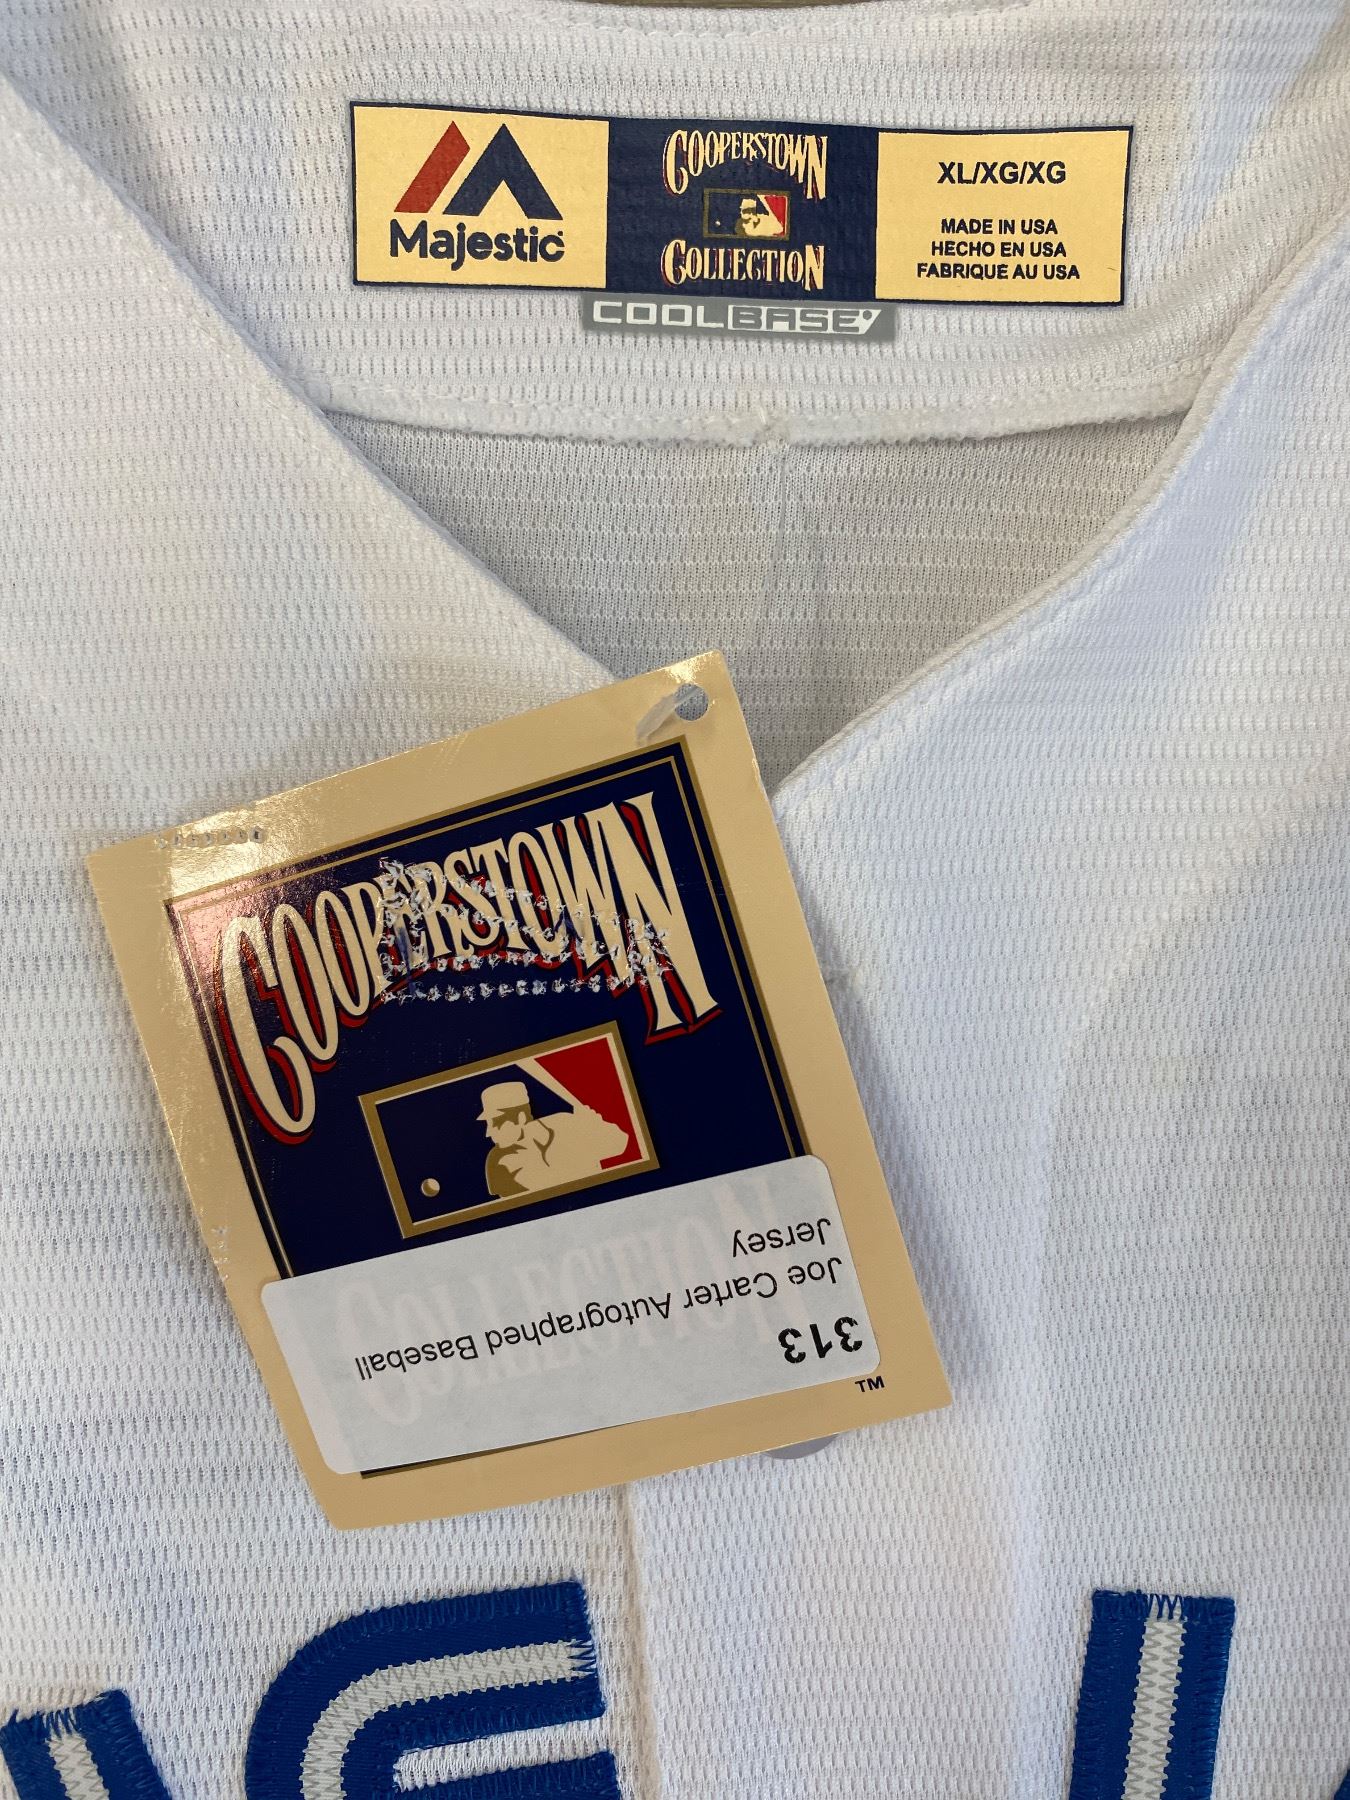 Majestic
COOPERSTOWN
COLLECTION
XL/XG/XG
MADE IN USA
HECHO EN USA
FABRIQUE AU USA
COOLBASE
COOPERSTOWN
COLLECTION
313
Joe Carter Autographed Baseball
Jersey
TM